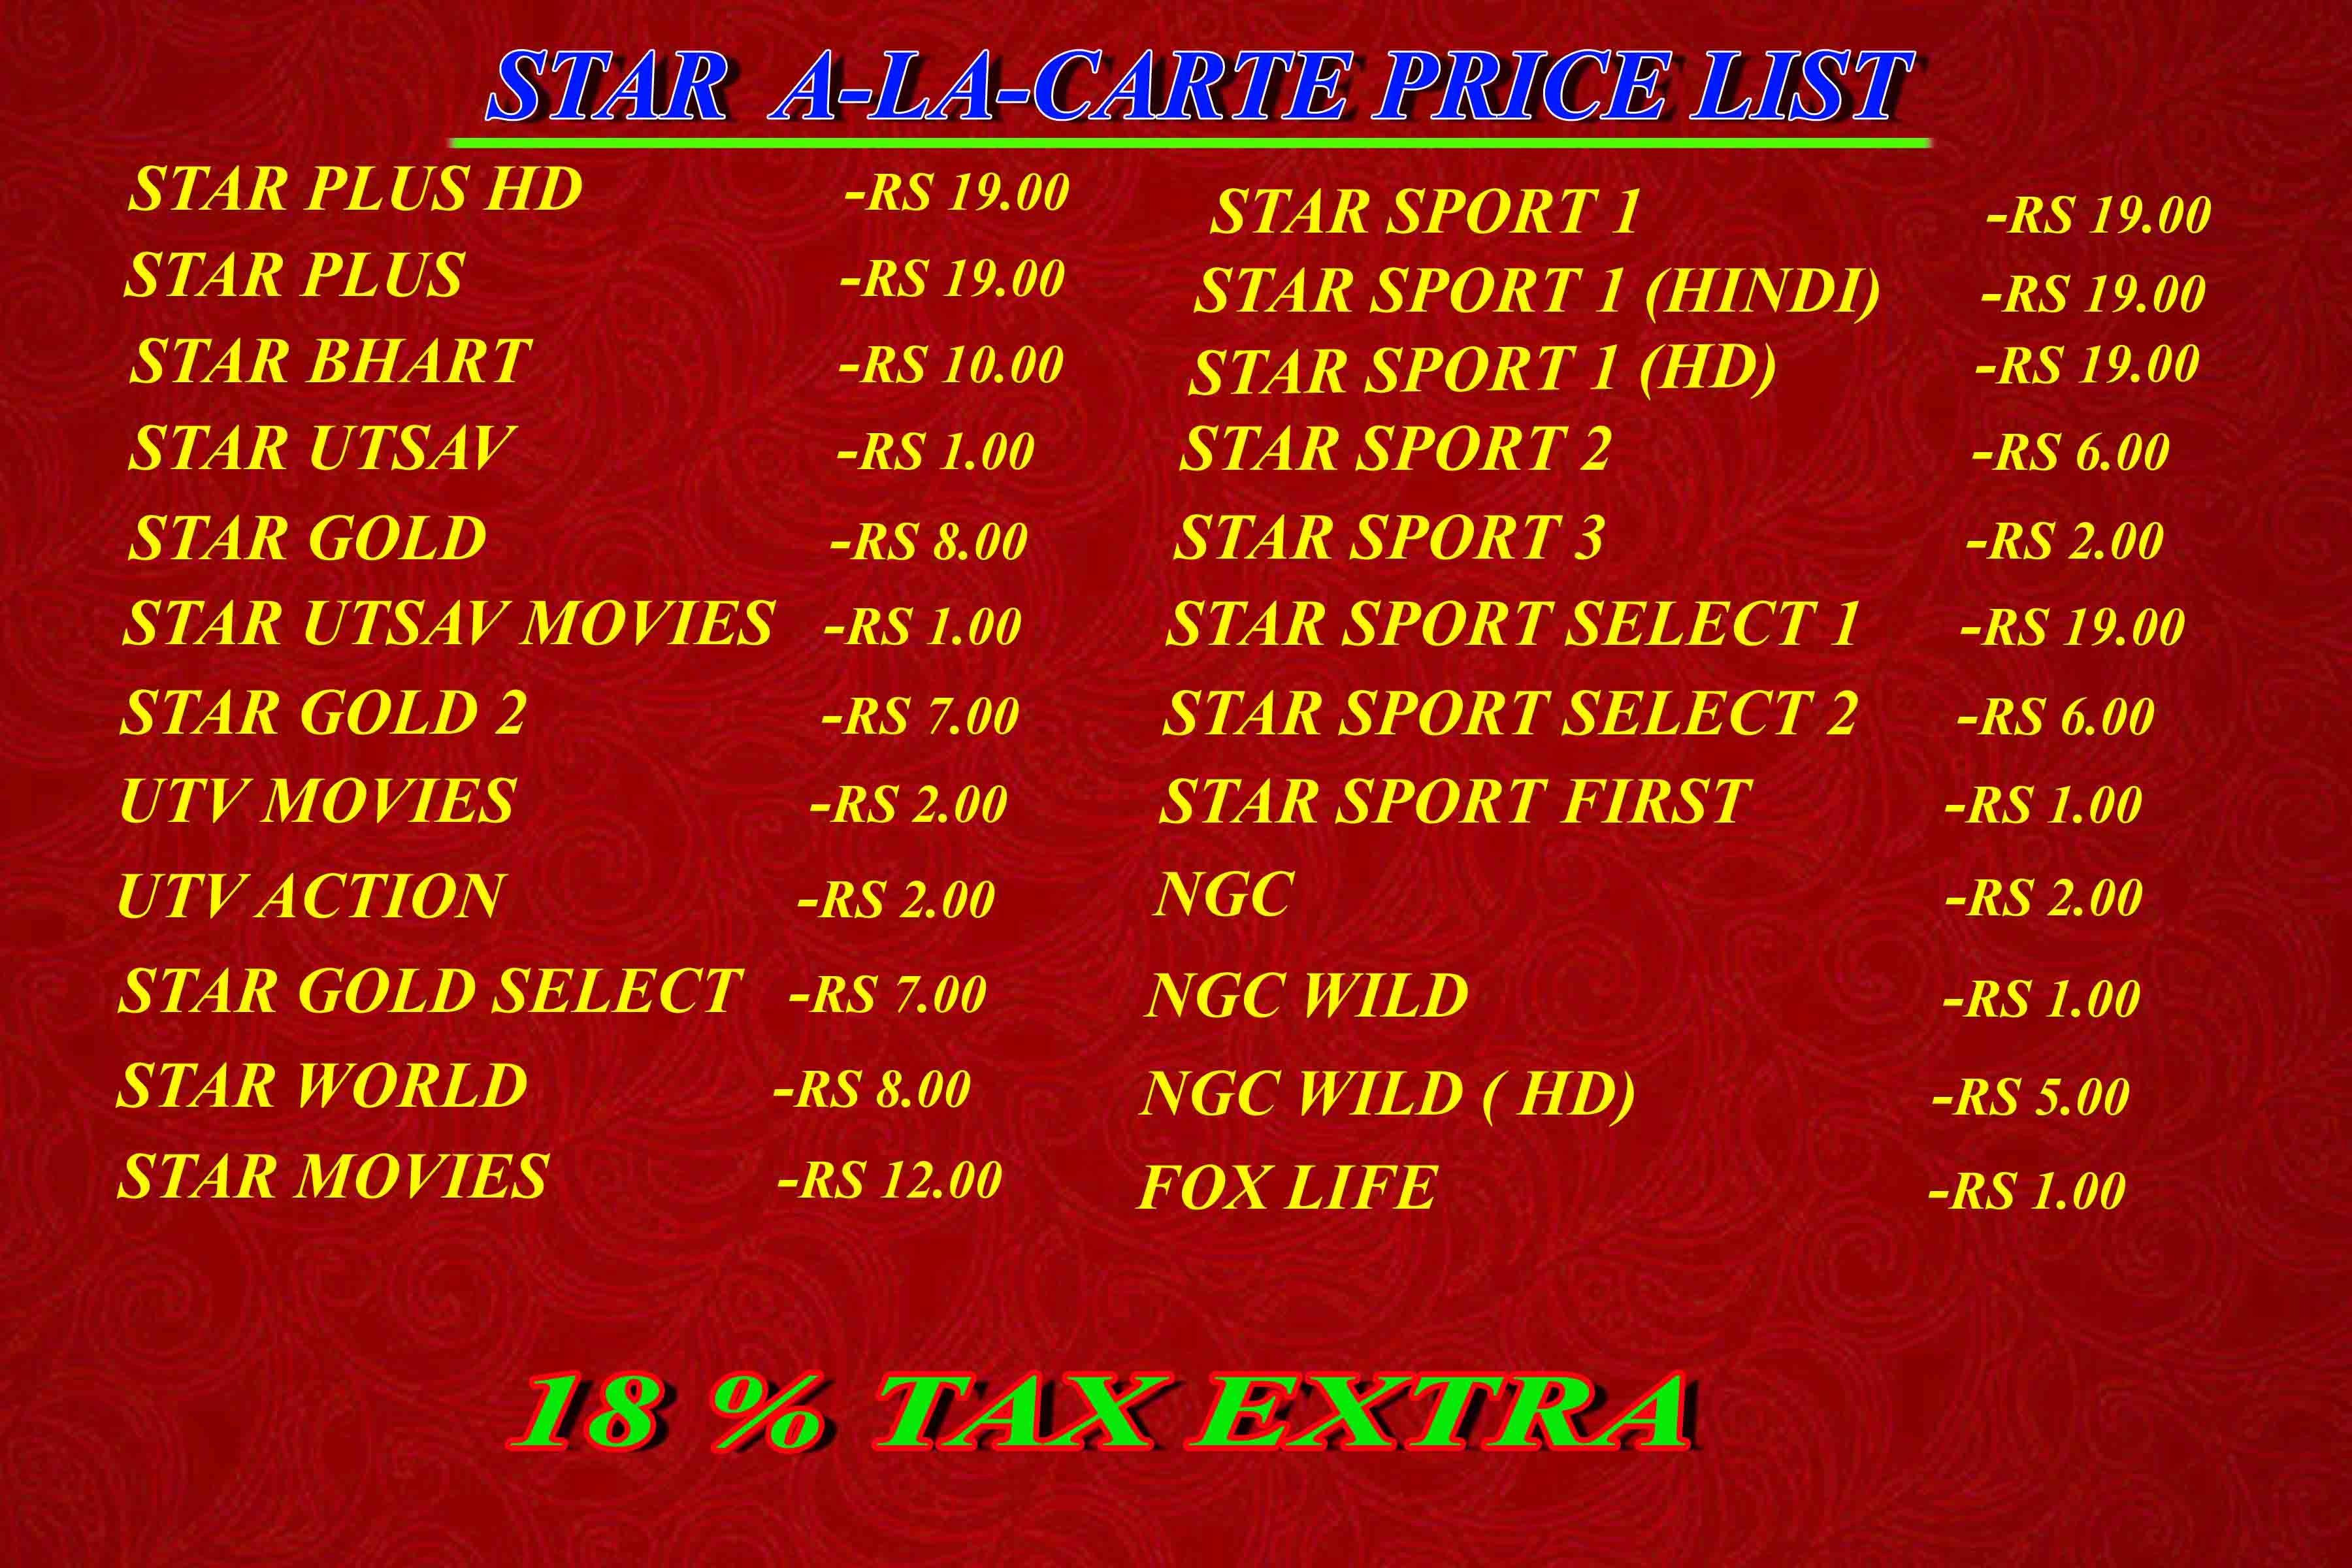 STAR A-LA-CARTE PRICE LIST
STAR PLUS HD -RS 19.00
STAR PLUS -RS 19.00
STAR BHART -RS 10.00
STAR UTSAV -RS 1.00
STAR GOLD -RS 8.00
STAR UTSAV MOVIES -RS 1.00
STAR GOLD 2 -RS 7.00
UTV MOVIES -RS 2.00
UTV ACTION -RS 2.00
STAR GOLD SELECT -RS 7.00
STAR WORLD -RS 8.00
STAR MOVIES -RS 12.00
STAR SPORT 1 -RS 19.00
STAR SPORT 1 (HINDI) -RS 19.00
STAR SPORT 1 (HD) -RS 19.00
STAR SPORT 2 -RS 6.00
STAR SPORT 3 -RS 2.00
STAR SPORT SELECT 1 -RS 19.00
STAR SPORT SELECT 2 -RS 6.00
STAR SPORT FIRST -RS 1.00
NGC -RS 2.00
NGC WILD -RS 1.00
NGC WILD ( HD) -RS 5.00
FOX LIFE -RS 1.00
18 % TAX EXTRA